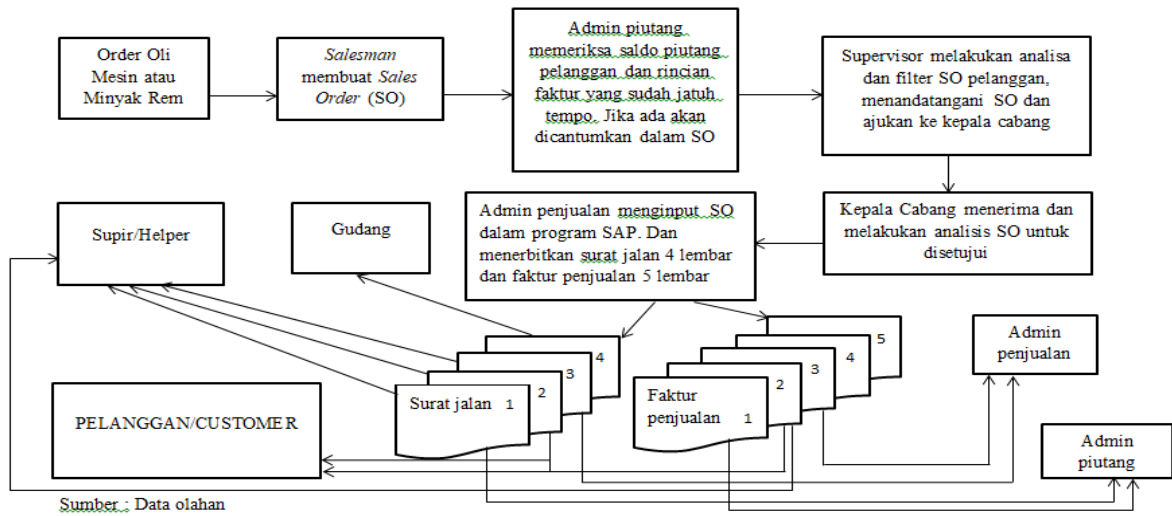 Order Oli
Mesin atau
Minyak Rem
Salesman
membuat Sales
Order (SO)
Admin piutang
memeriksa saldo piutang
pelanggan dan rincian
faktur yang sudah jatuh
tempo. Jika ada akan
dicantumkan dalam SO
Supervisor melakukan analisa
dan filter SO pelanggan,
menandatangani SO dan
ajukan ke kepala cabang
Supir/Helper
Gudang
Admin penjualan menginput SO
dalam program SAP. Dan
menerbitkan surat jalan 4 lembar
dan faktur penjualan 5 lembar
Kepala Cabang menerima dan
melakukan analisis SO untuk
disetujui
PELANGGAN/CUSTOMER
Surat jalan 1
2
3
4
Faktur
penjualan 1
2
3
4
5
Admin
penjualan
Admin
piutang
Sumber : Data olahan